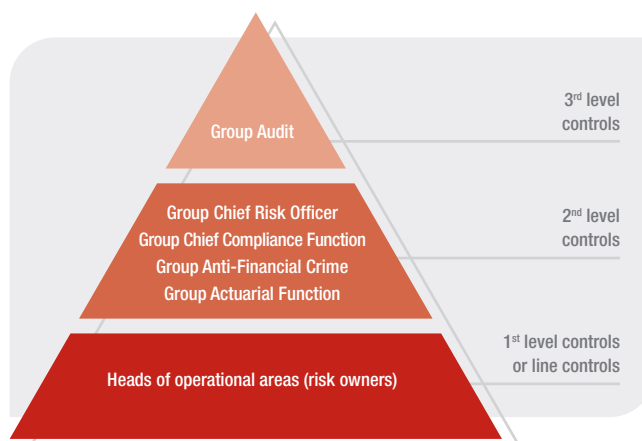 Group Audit
3rd level
controls
Group Chief Risk Officer
Group Chief Compliance Function
Group Anti-Financial Crime
Group Actuarial Function
2nd level
controls
Heads of operational areas (risk owners)
1st level controls
or line controls